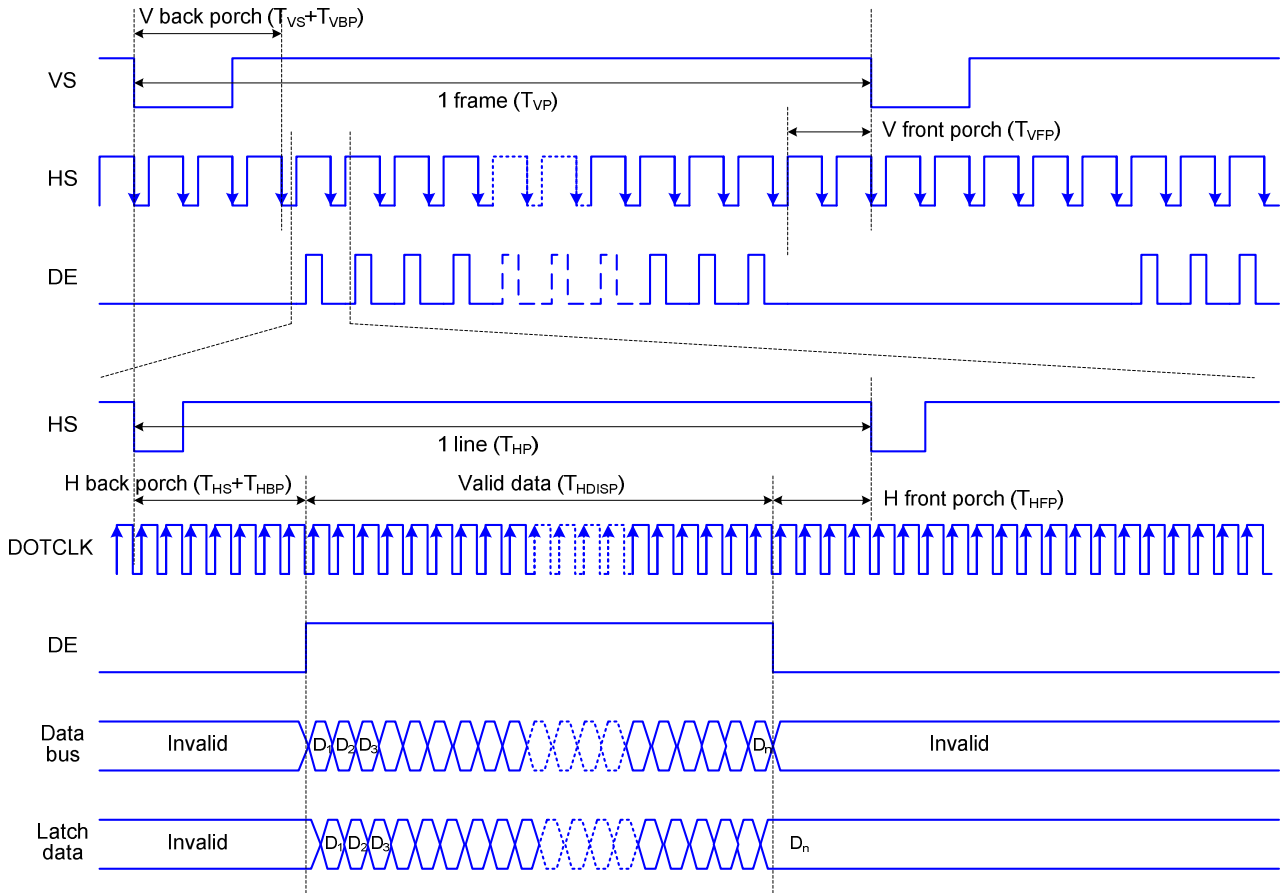 V back porch (TVS+TVBP)
VS
1 frame (TVP)
V front porch (TVFP)
HS
DE
HS
1 line (THP)
H back porch (THS+THBP)
Valid data (THDISP)
H front porch (THFP)
DOTCLK
DE
Data
bus
Invalid
D1 D2 D3
Dn
Invalid
Latch
data
Invalid
D1 D2 D3
Dn